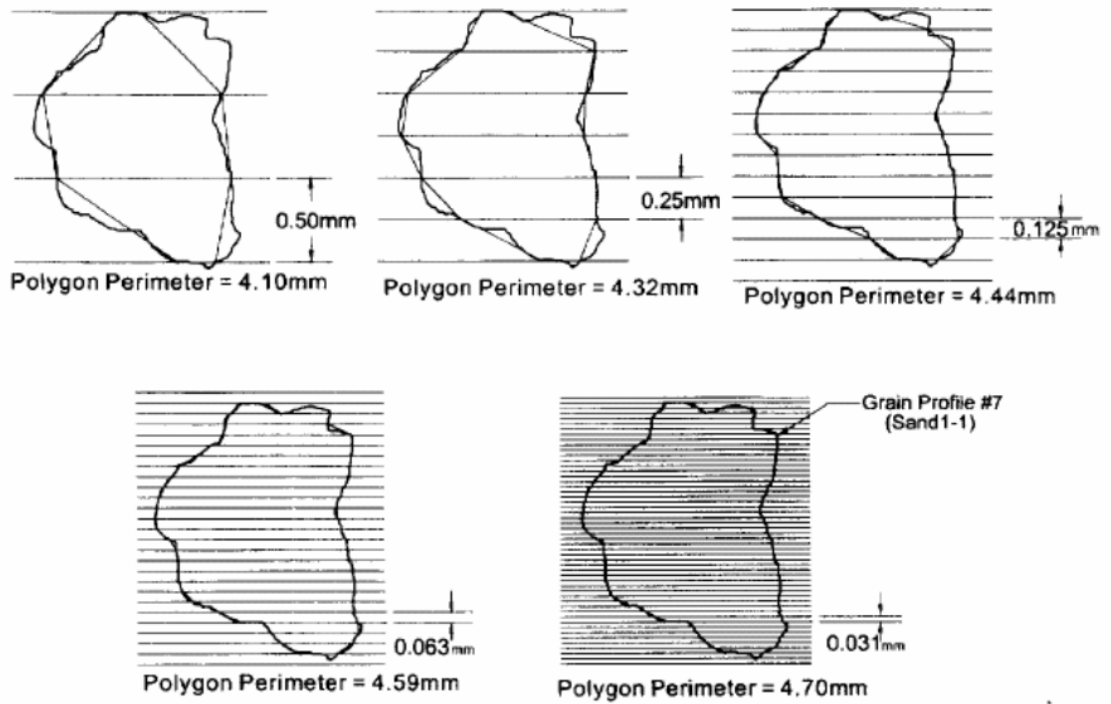 0.50mm
Polygon Perimeter = 4.10mm
0.25mm
Polygon Perimeter = 4.32mm
0.125mm
Polygon Perimeter = 4.44mm
0.063mm
Polygon Perimeter = 4.59mm
Grain Profile #7
(Sand1-1)
0.031mm
Polygon Perimeter = 4.70mm